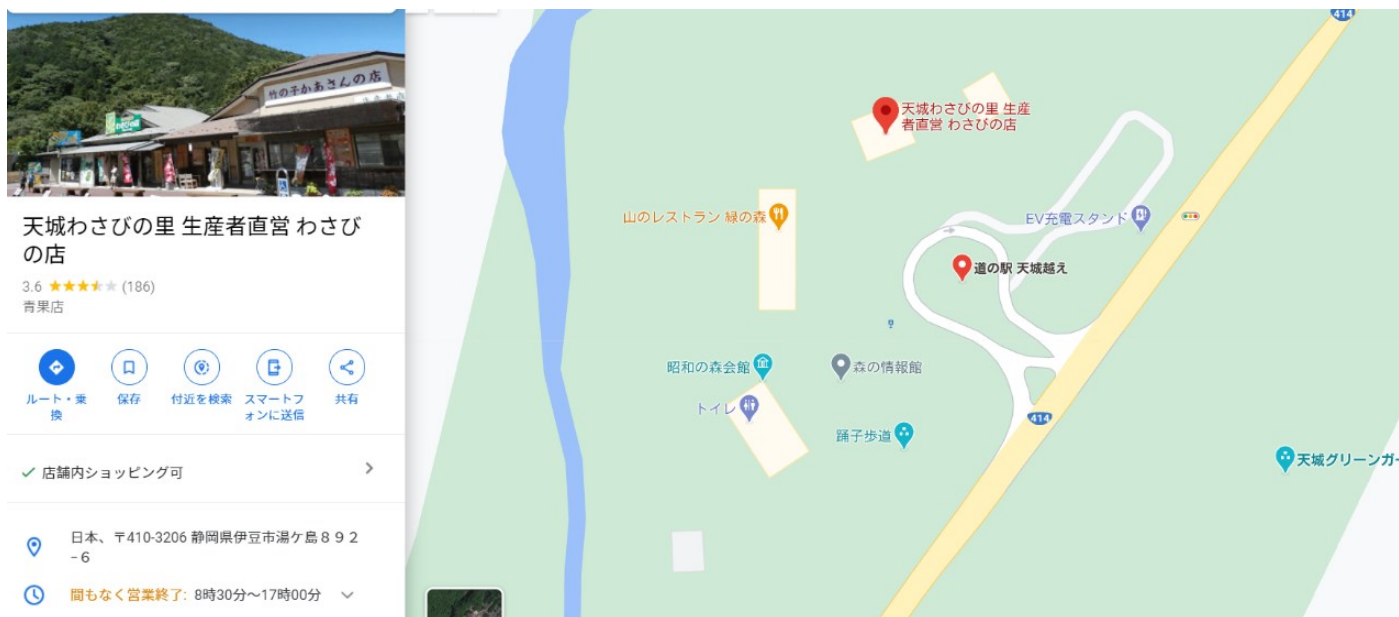 竹の子かあさんの店
天城わさびの里 生産者直営 わさび
の店
3.6 (186)
青果店
ルート・乗
換
保存
付近を検索
スマートフ
ォンに送信
共有
店舗内ショッピング可
日本、〒410-3206 静岡県伊豆市湯ケ島８９２
−６
間もなく営業終了: 8時30分～17時00分
414
天城わさびの里 生産
者直営 わさびの店
山のレストラン 緑の森
EV充電スタンド
道の駅 天城越え
昭和の森会館
森の情報館
トイレ
踊子歩道
414
天城グリーンガー